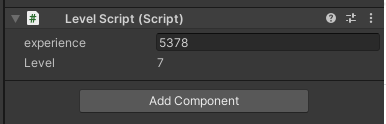 Level Script (Script)
experience 5378
Level 7
Add Component